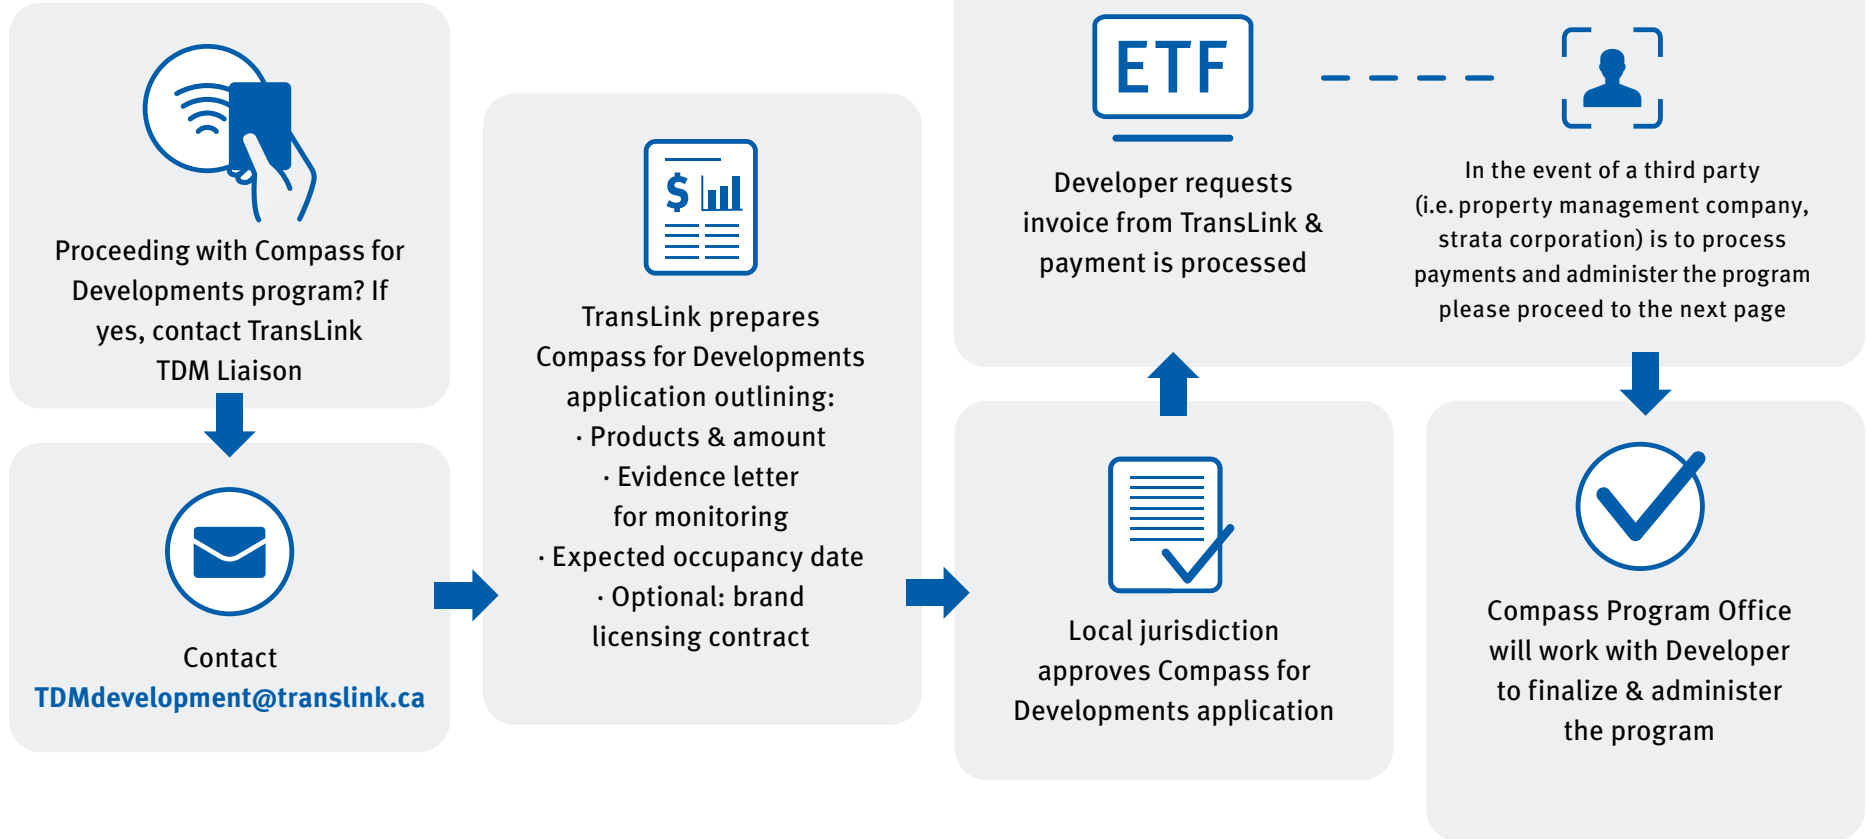 Proceeding with Compass for
Developments program? If
yes, contact TransLink
TDM Liaison
Contact
TDMdevelopment@translink.ca
$
TransLink prepares
Compass for Developments
application outlining:
· Products & amount
· Evidence letter
for monitoring
· Expected occupancy date
· Optional: brand
licensing contract
Local jurisdiction
approves Compass for
Developments application
ETF
Developer requests
invoice from TransLink &
payment is processed
In the event of a third party
(i.e. property management company,
strata corporation) is to process
payments and administer the program
please proceed to the next page
Compass Program Office
will work with Developer
to finalize & administer
the program